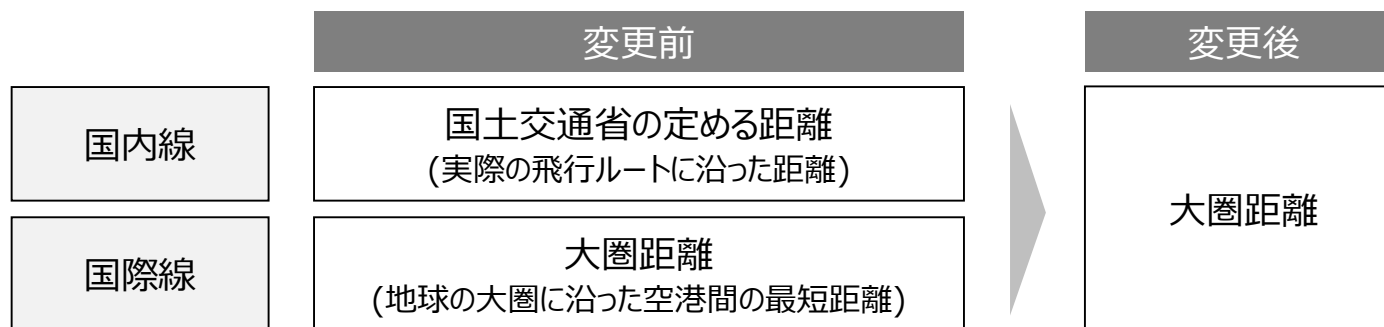 変更前
変更後
国内線
国土交通省の定める距離
(実際の飛行ルートに沿った距離)
大圏距離
国際線
大圏距離
(地球の大圏に沿った空港間の最短距離)